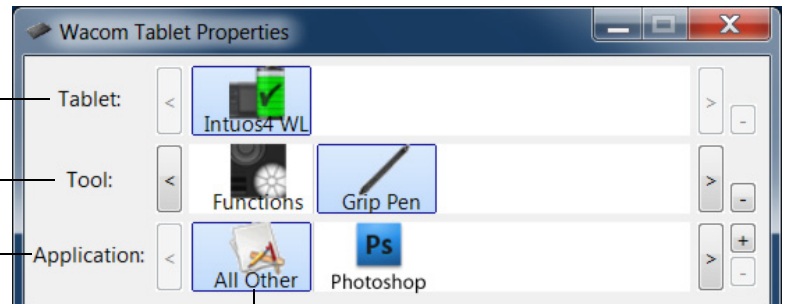 Wacom Tablet Properties
Tablet:
Intuos4 WL
Tool:
Functions Grip Pen
Application:
Ps
All Other Photoshop